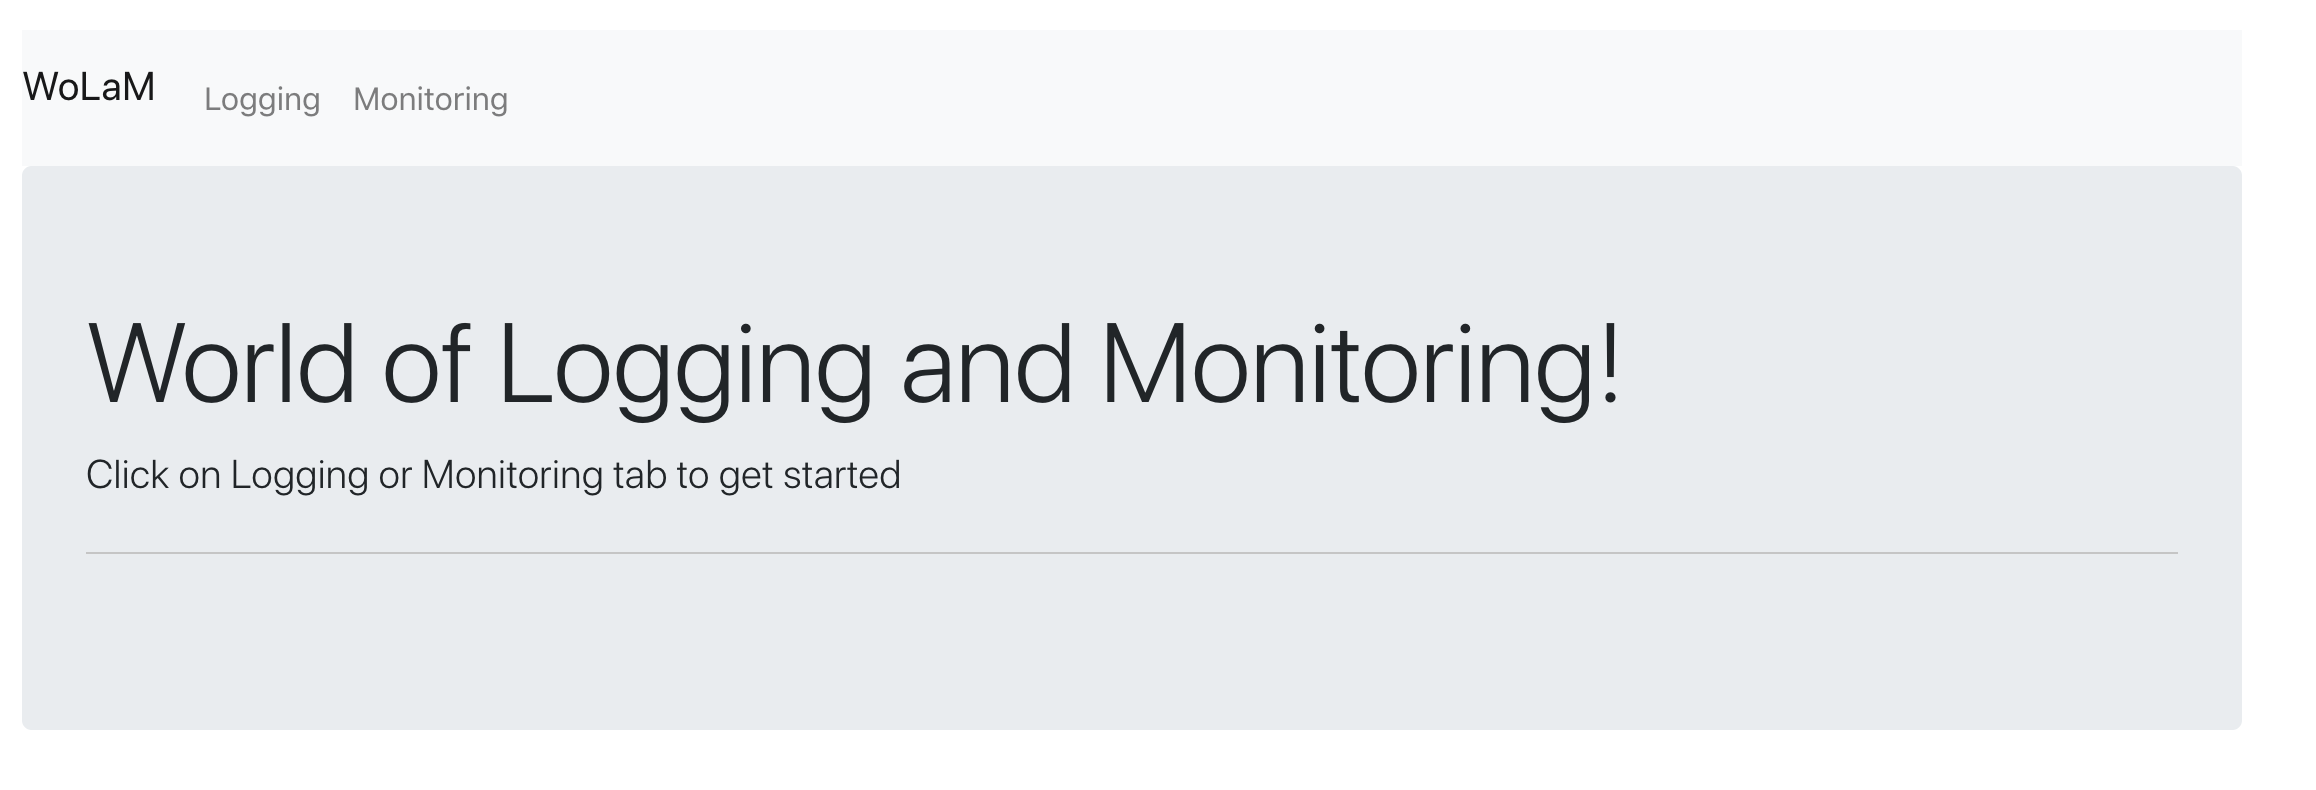 WoLaM Logging Monitoring
World of Logging and Monitoring!
Click on Logging or Monitoring tab to get started